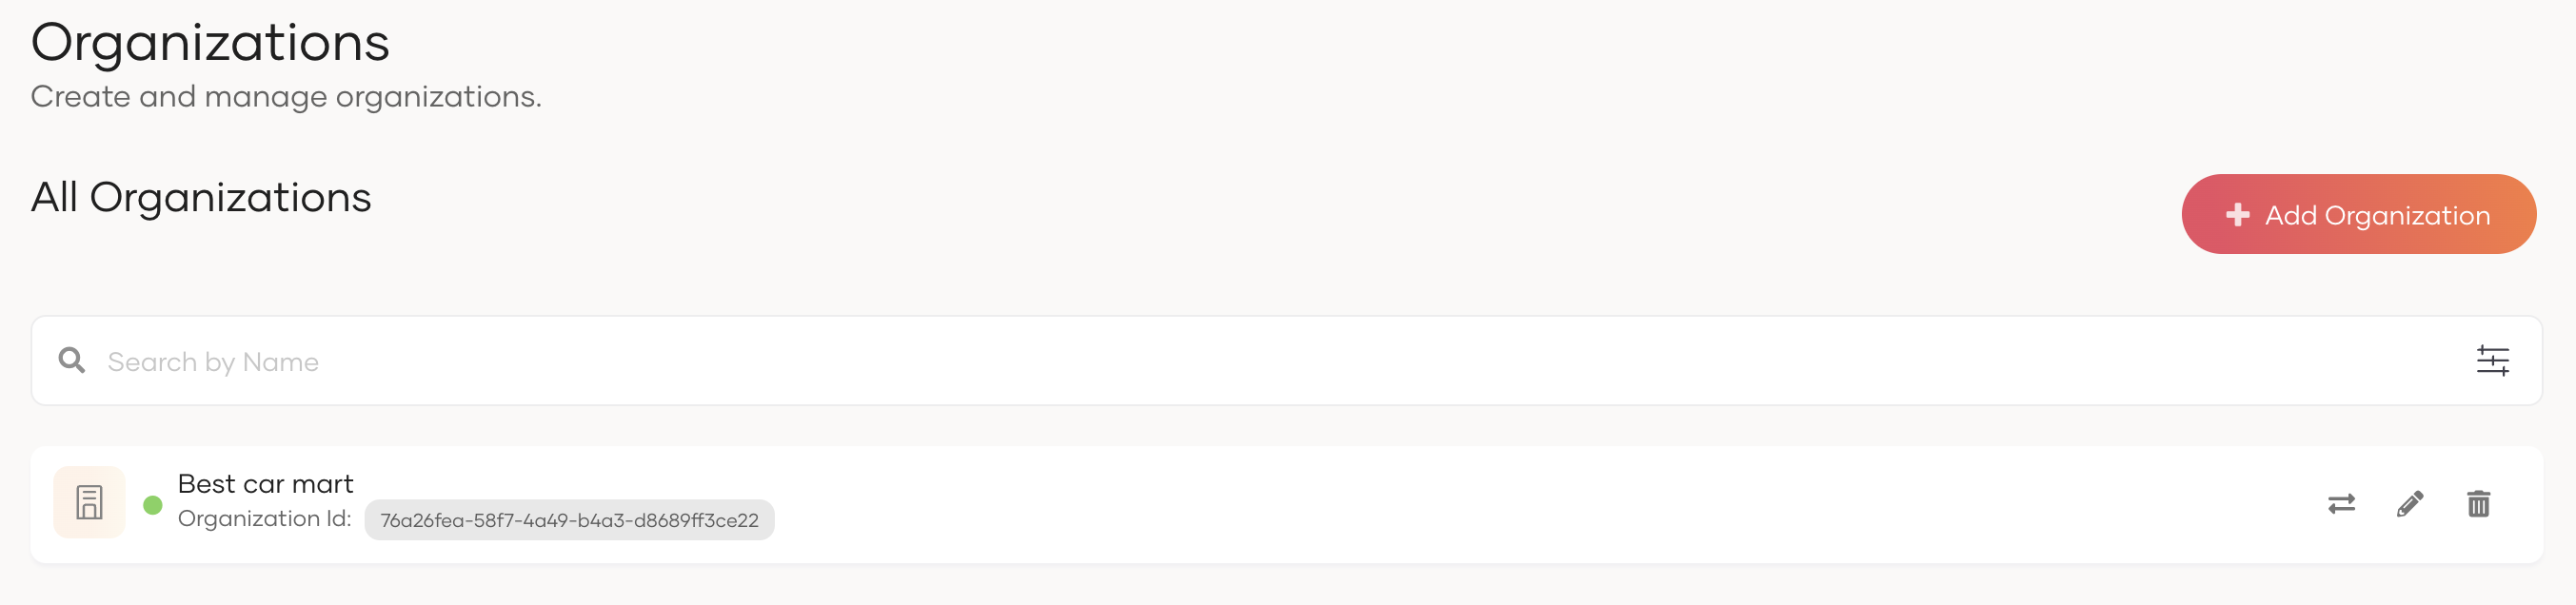 Organizations
Create and manage organizations.
All Organizations
Add Organization
Search by Name
Best car mart
Organization Id: 76a26fea-58f7-4a49-b4a3-d8689ff3ce22